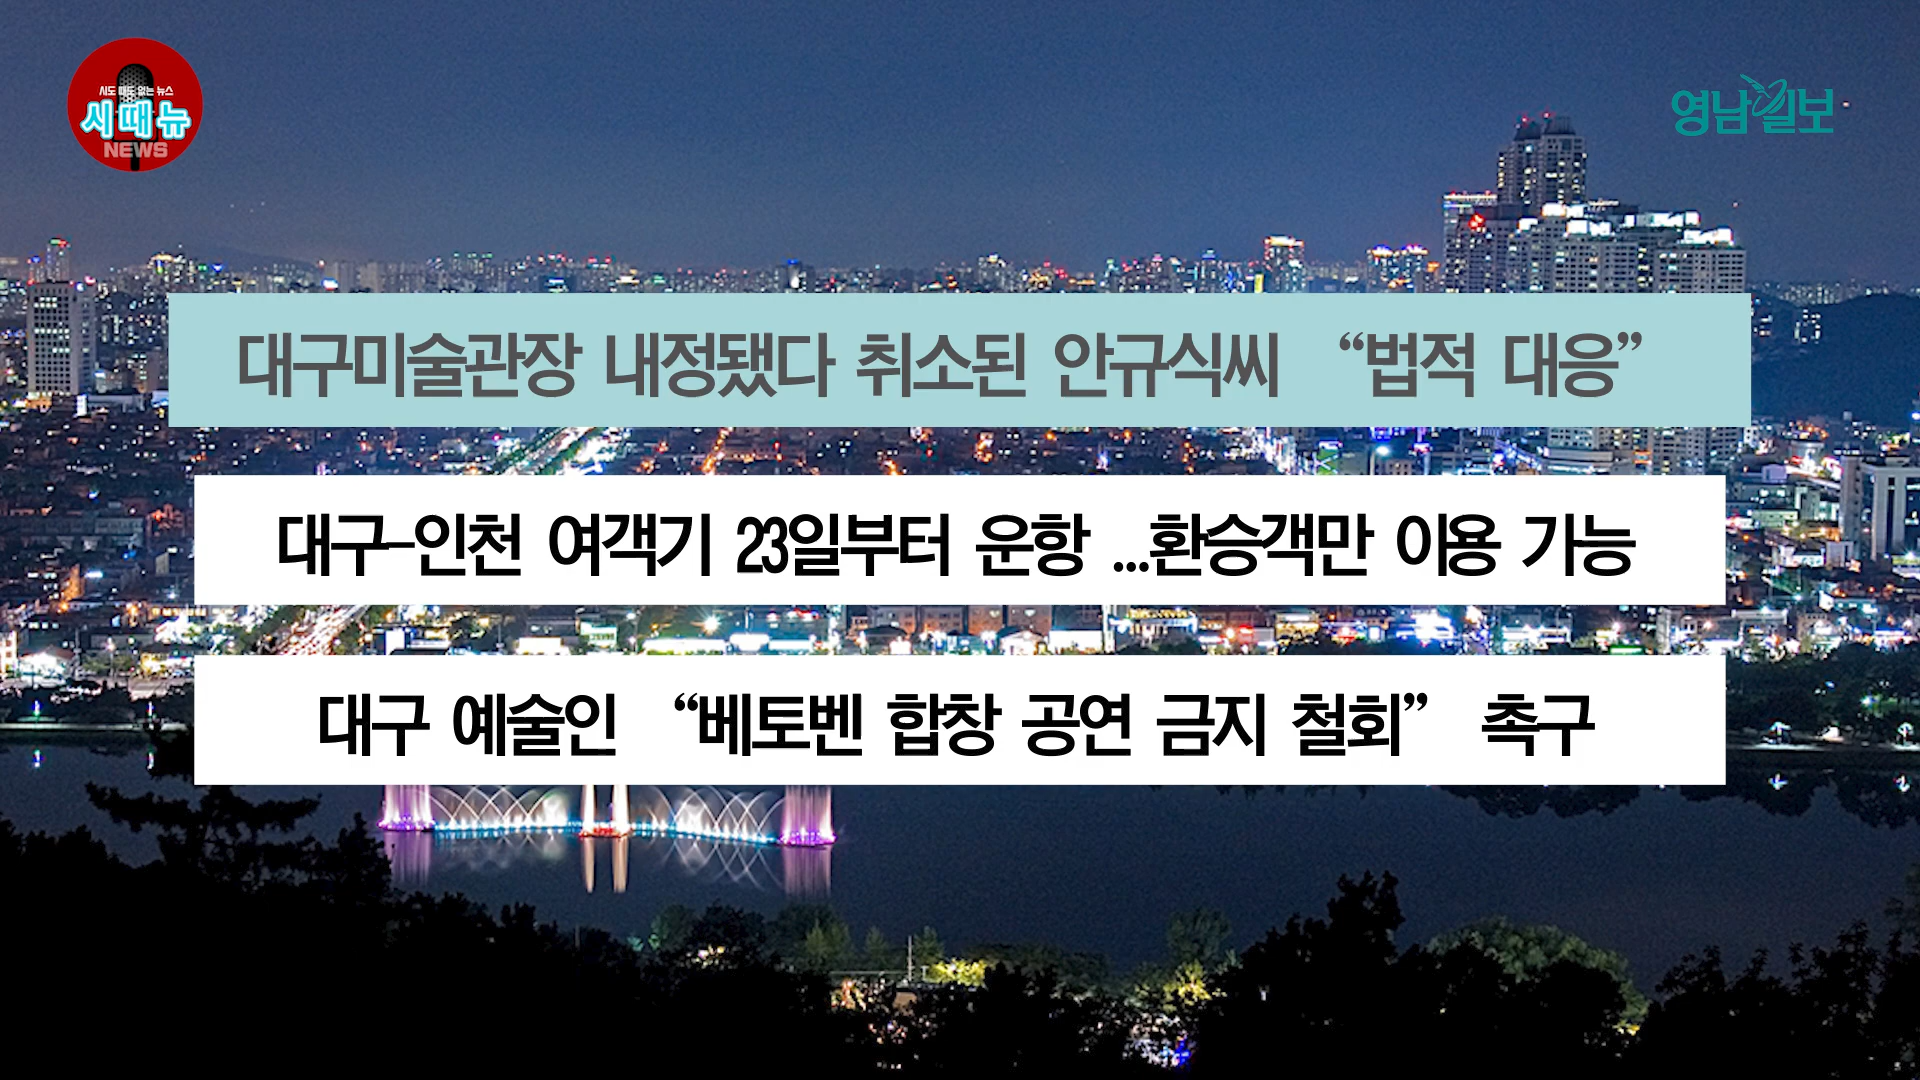 시도 때도 없는 뉴스
시때뉴
NEWS
영남일보
대구미술관장 내정됐다 취소된 안규식씨 “법적 대응”
대구-인천 여객기 23일부터 운항 ...환승객만 이용 가능
대구 예술인 “베토벤 합창 공연 금지 철회” 촉구